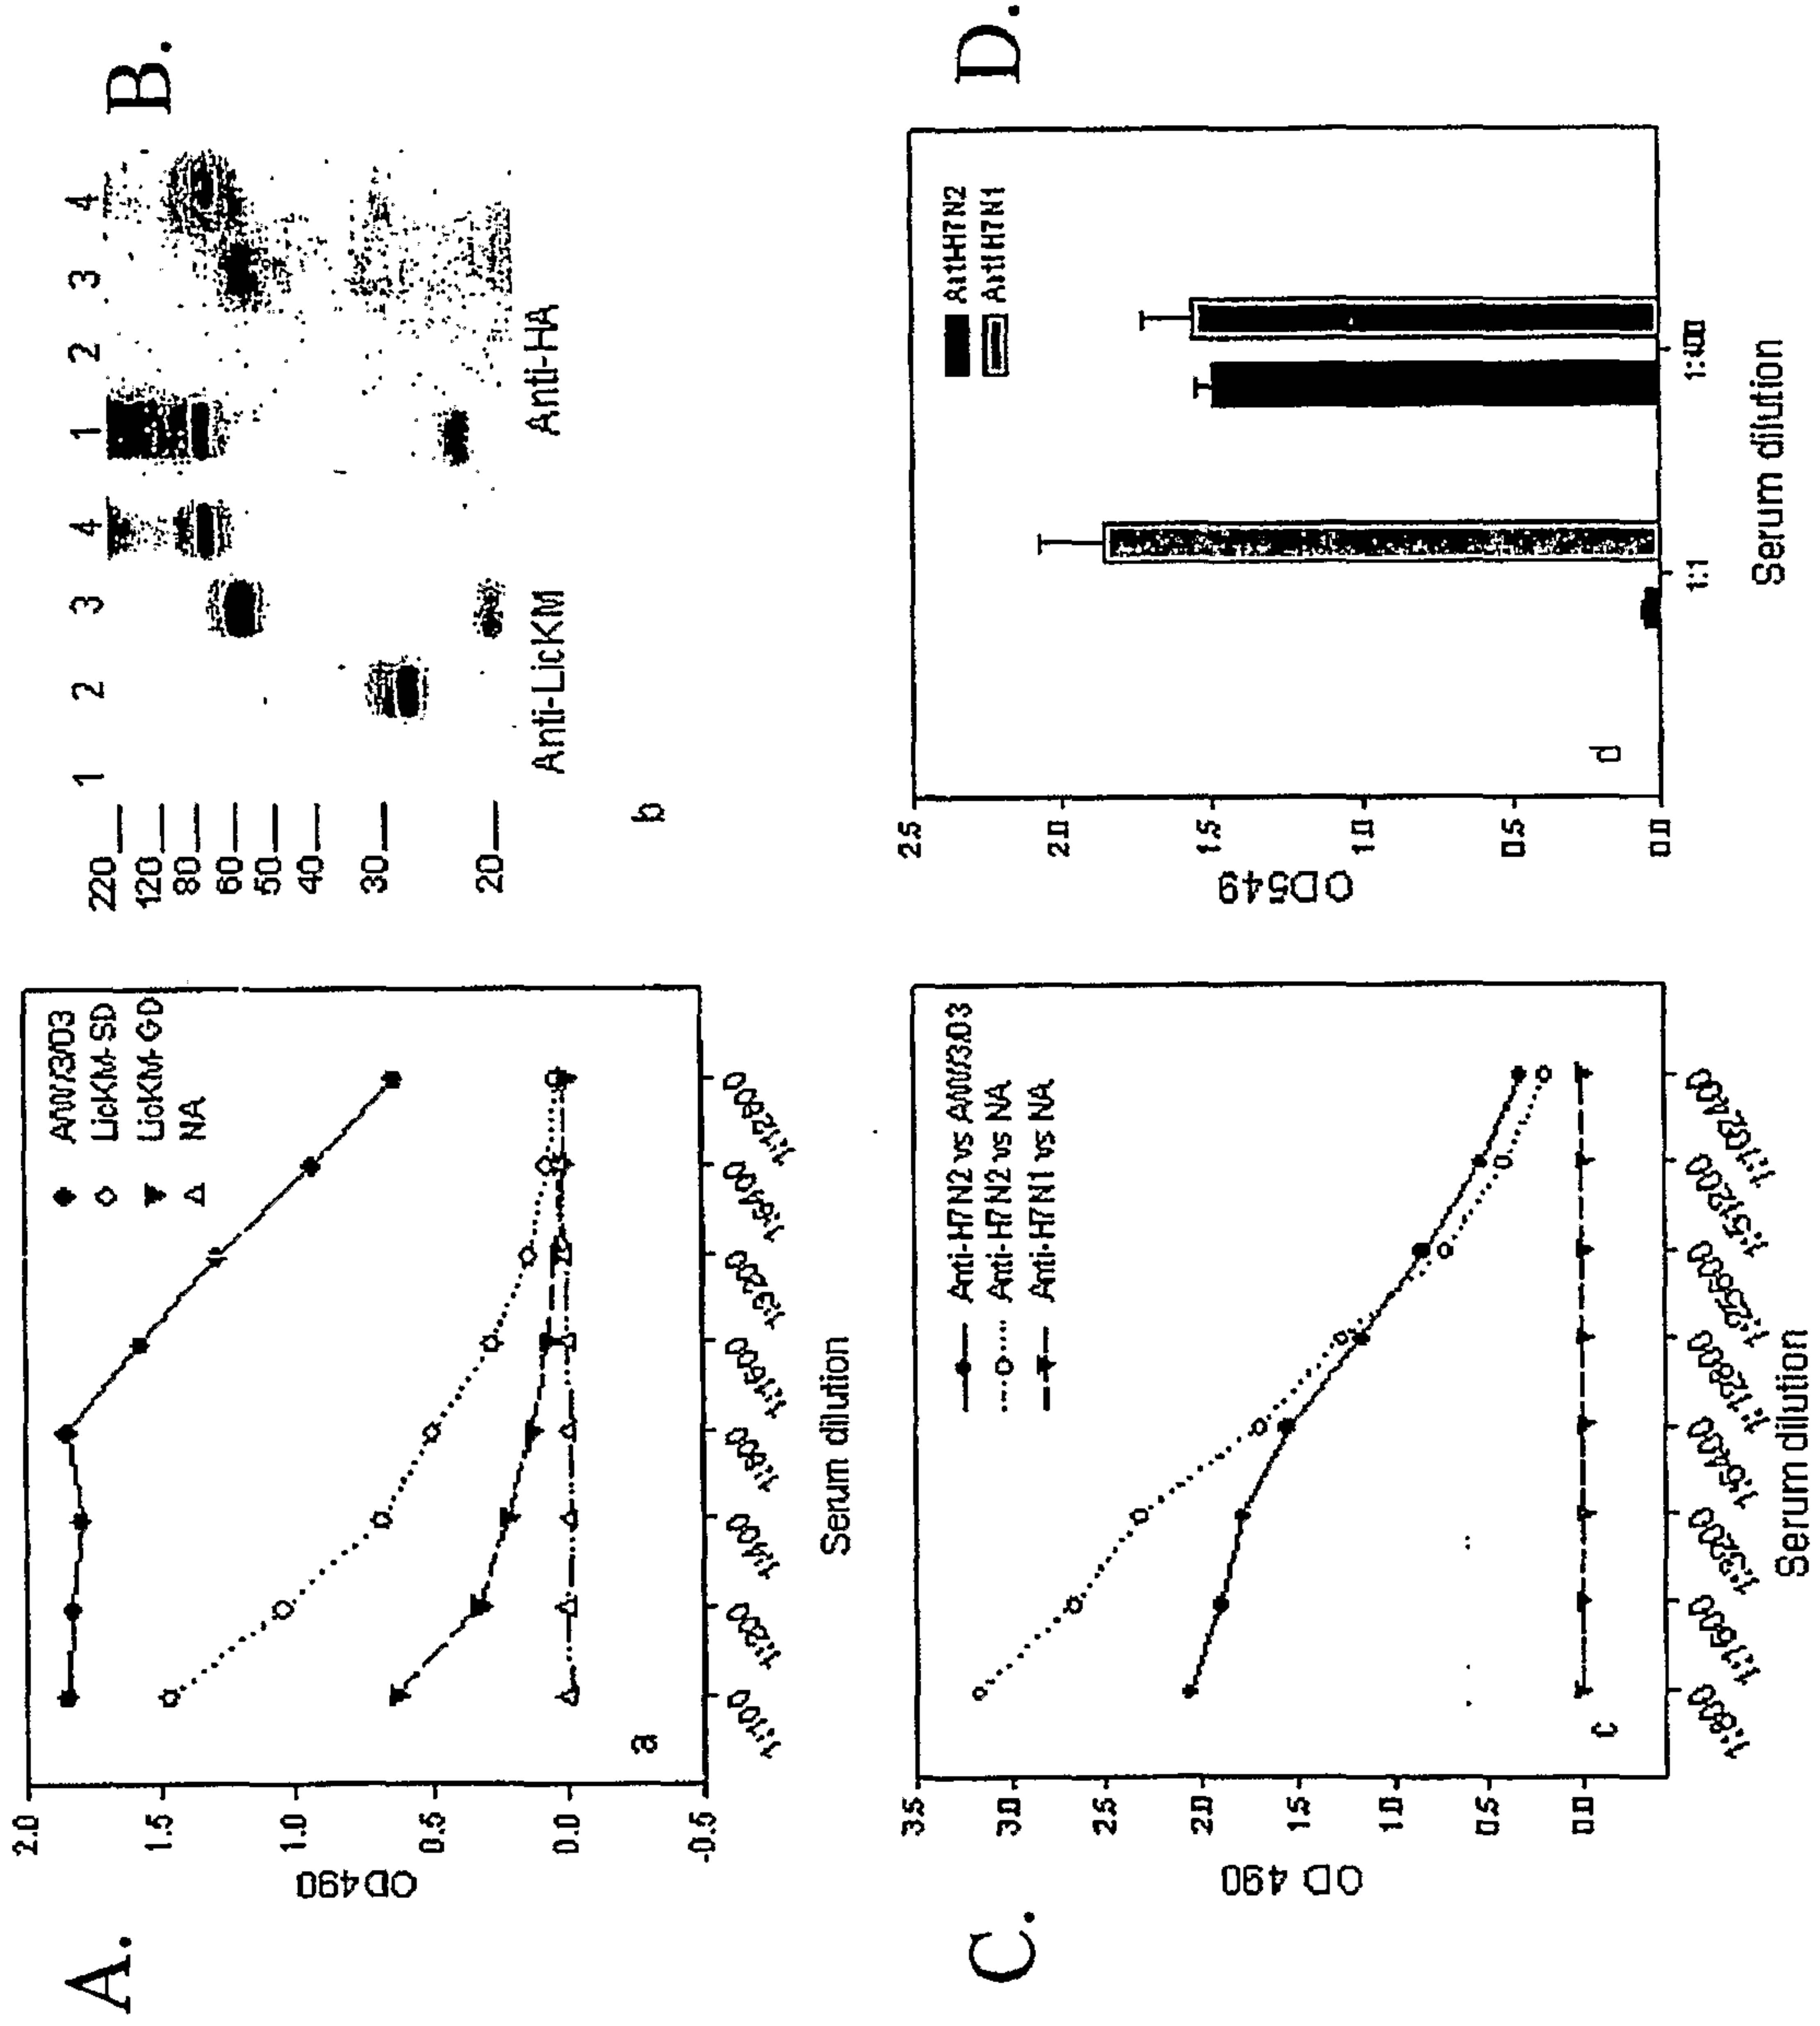 A.
2.0
1.5
1.0
0.5
0.0
-0.5
OD490
A/W/3/03
LicKM-SD
LicKM-GD
NA
a
1:100
1:200
1:400
1:800
1:1600
1:3200
1:6400
1:12800
Serum dilution
B.
220
120
80
60
50
40
30
20
1 2 3 4 1 2 3 4
Anti-LicKM Anti-HA
b
C.
3.5
3.0
2.5
2.0
1.5
1.0
0.5
0.0
OD 490
Anti-H7N2 vs A/W/3/03
Anti-H7N2 vs NA
Anti-H7N1 vs NA
c
1:800
1:1600
1:3200
1:6400
1:12800
1:25600
1:51200
1:102400
Serum dilution
D.
2.5
2.0
1.5
0.5
0.0
OD549
AntiH7N2
AntiH7N1
d
1:1
Serum dilution